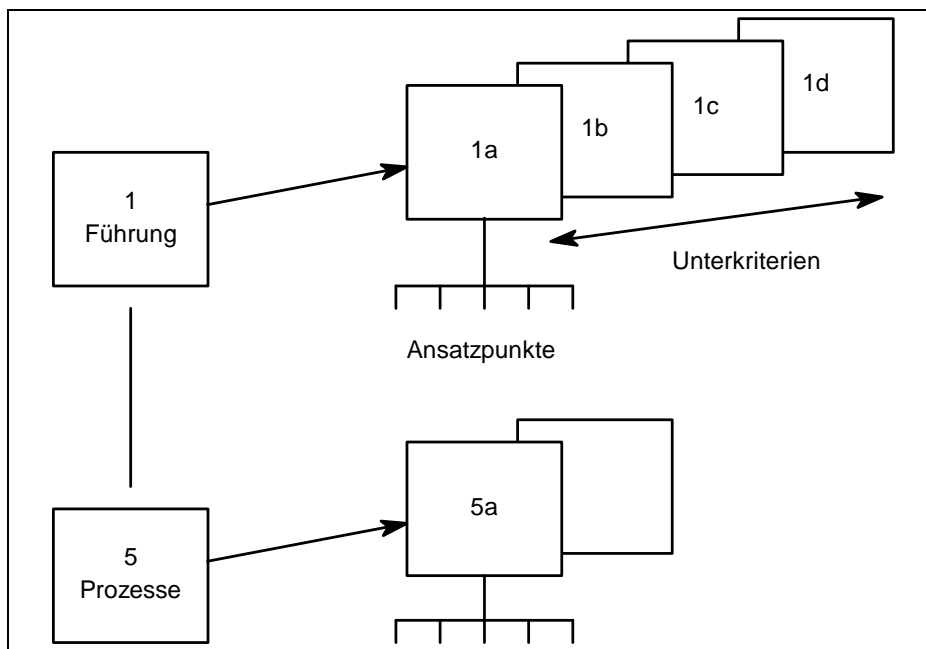 1d
1c
1b
1a
1
Führung
Unterkriterien
Ansatzpunkte
5a
5
Prozesse